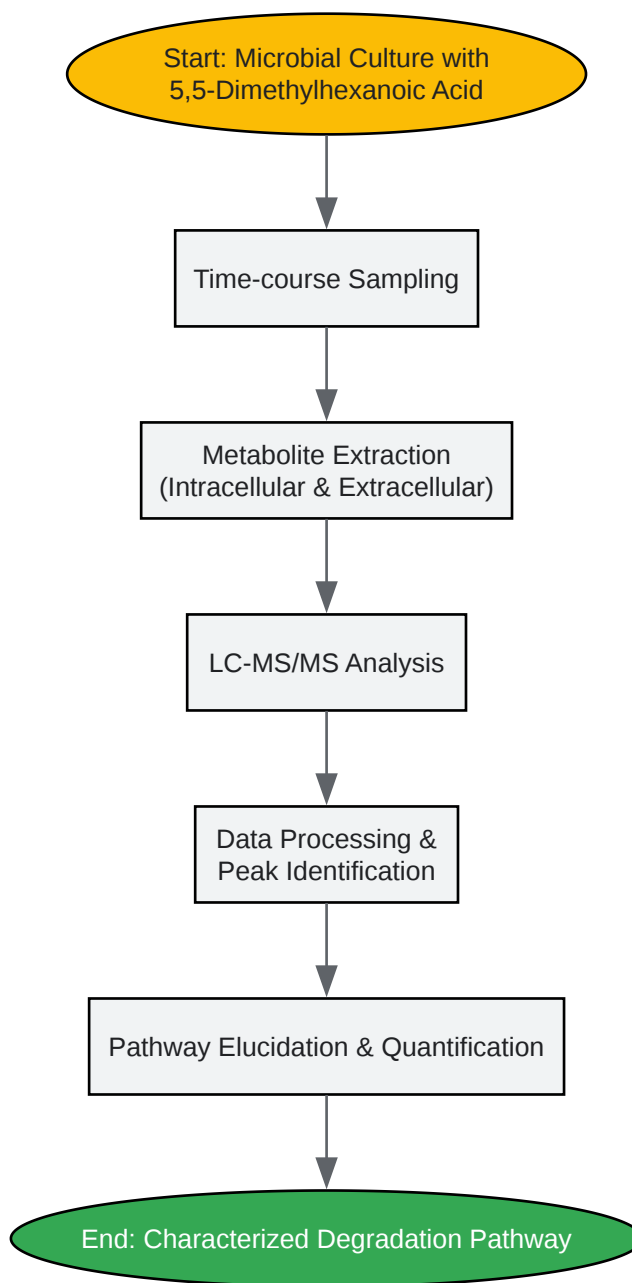 Start: Microbial Culture with
5,5-Dimethylhexanoic Acid
Time-course Sampling
Metabolite Extraction
(Intracellular & Extracellular)
LC-MS/MS Analysis
Data Processing &
Peak Identification
Pathway Elucidation & Quantification
End: Characterized Degradation Pathway